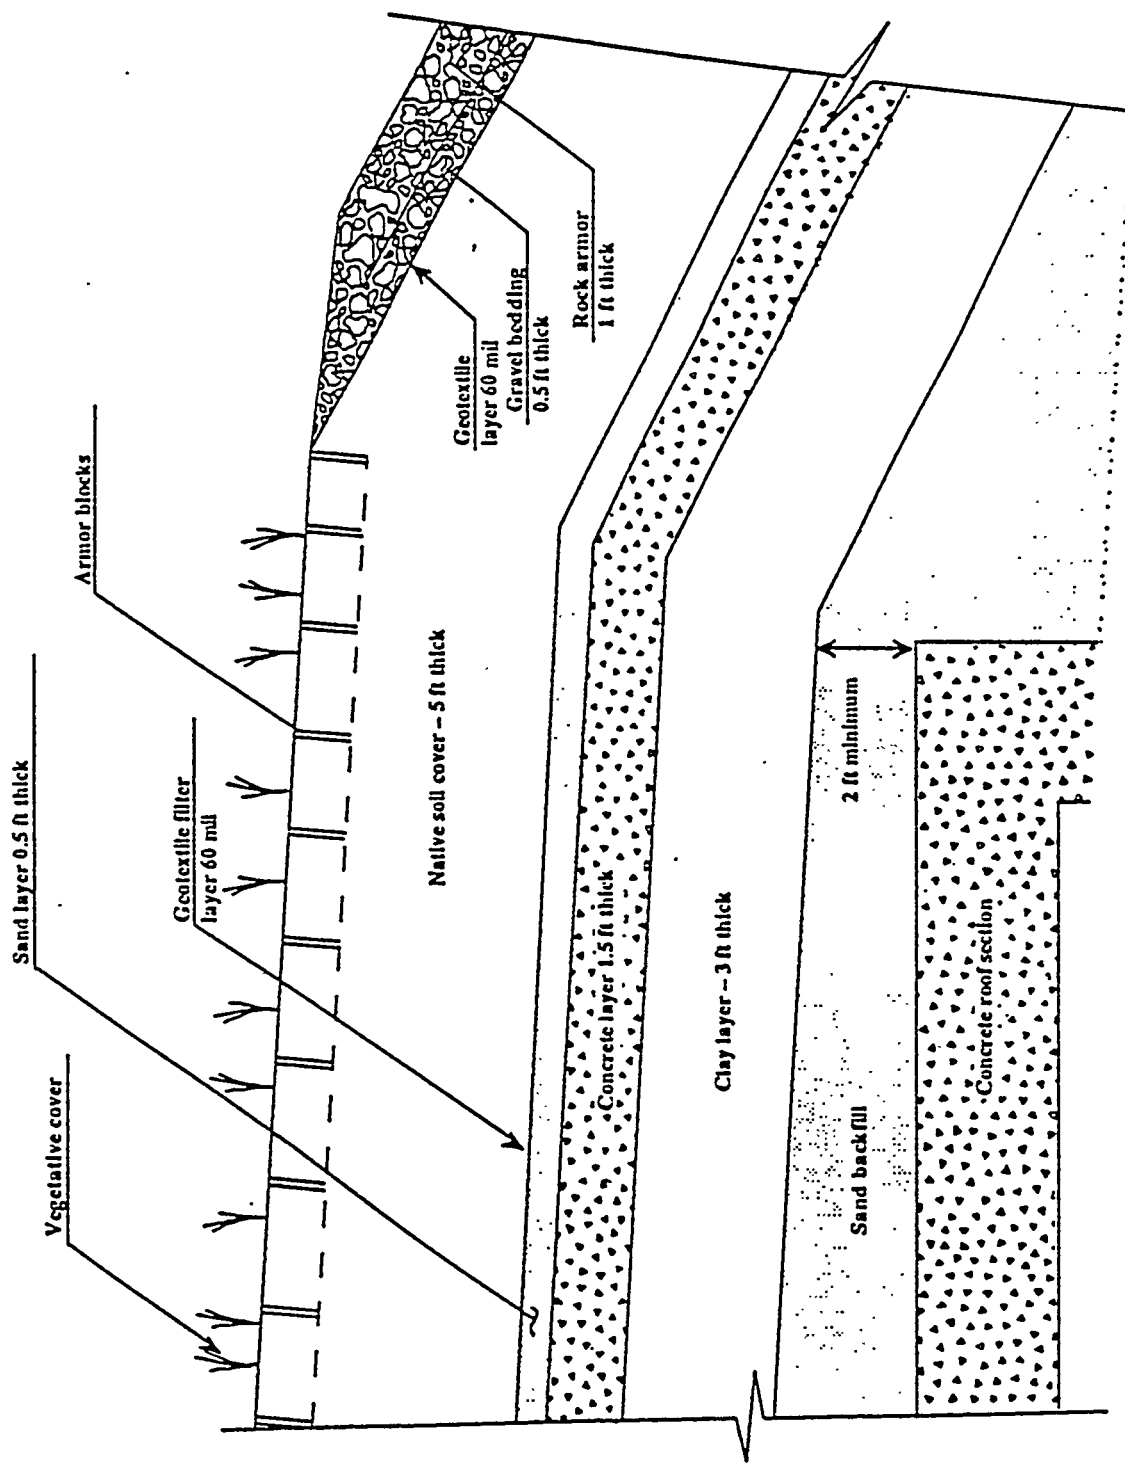 Vegetative cover
Sand layer 0.5 ft thick
Geotextile filter
layer 60 mil
Armor blocks
Native soil cover – 5 ft thick
Geotextile
layer 60 mil
Gravel bedding
0.5 ft thick
Rock armor
1 ft thick
Concrete layer 1.5 ft thick
Clay layer – 3 ft thick
2 ft minimum
Sand backfill
Concrete roof section